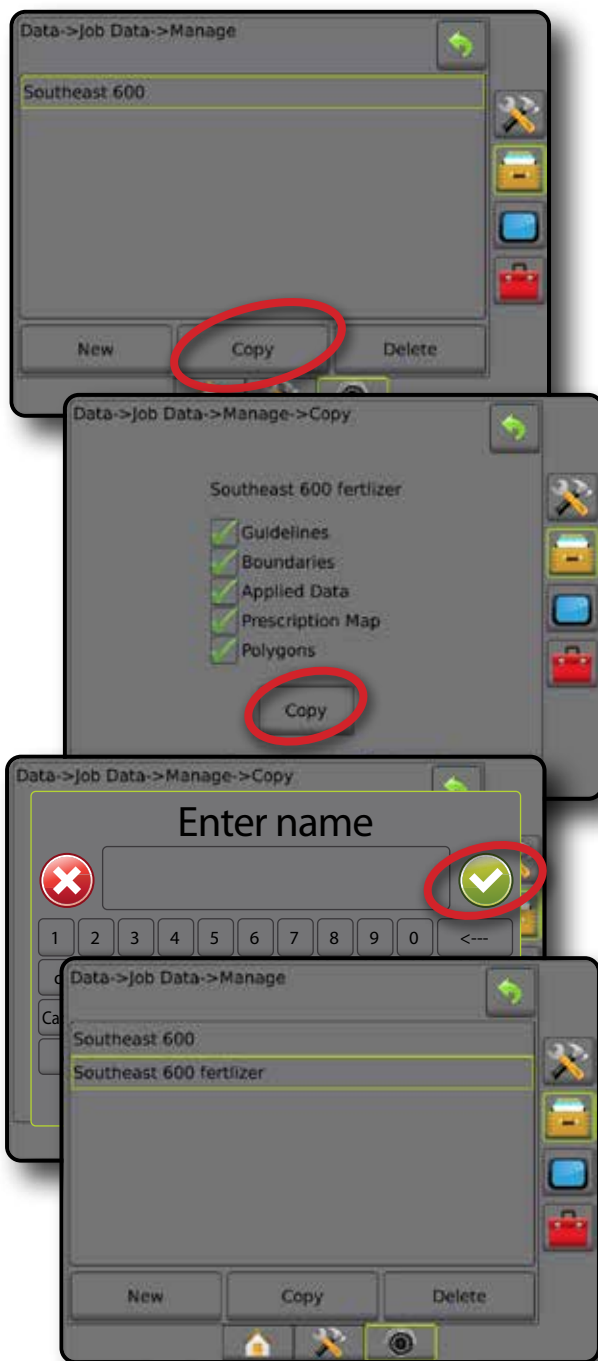 Data->Job Data->Manage
Southeast 600
New Copy Delete
Data->Job Data->Manage->Copy
Southeast 600 fertlizer
Guidelines
Boundaries
Applied Data
Prescription Map
Polygons
Copy
Data->Job Data->Manage->Copy
Enter name
1 2 3 4 5 6 7 8 9 0 <---
Data->Job Data->Manage
Southeast 600
Southeast 600 fertlizer
New Copy Delete